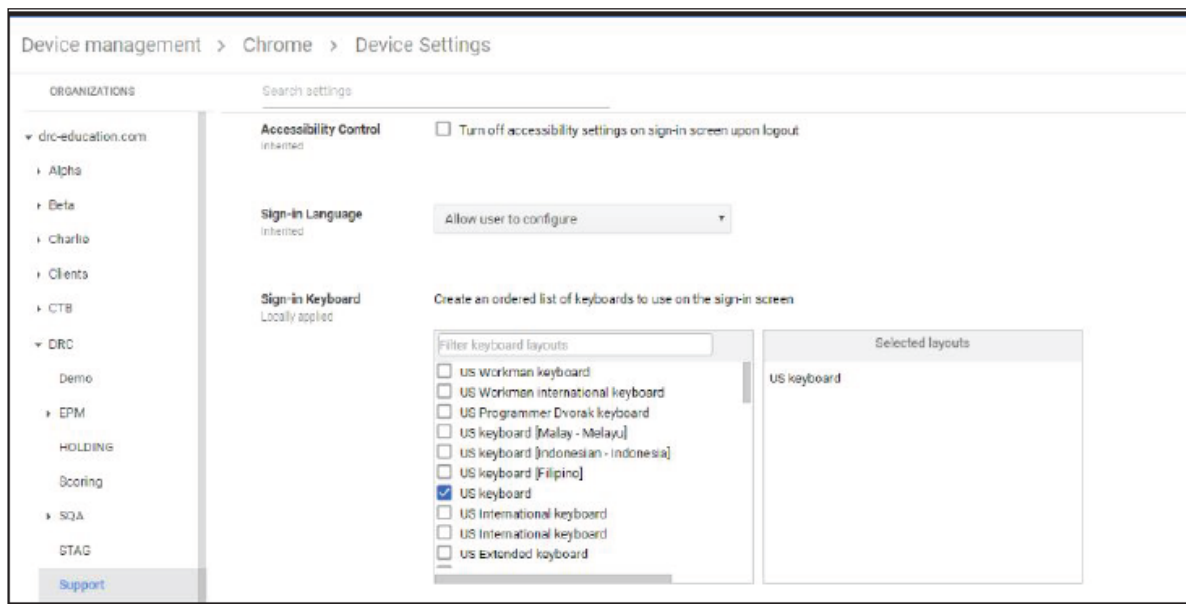 Device management > Chrome > Device Settings
ORGANIZATIONS
drc-education.com
Alpha
Beta
Charlie
Clients
CTB
DRC
Demo
EPM
HOLDING
Scoring
SQA
STAG
Support
Search settings
Accessibility Control
Inherited
Turn off accessibility settings on sign-in screen upon logout
Sign-in Language
Inherited
Allow user to configure
Sign-in Keyboard
Locally applied
Create an ordered list of keyboards to use on the sign-in screen
Filter keyboard layouts
US Workman keyboard
US Workman international keyboard
US Programmer Dvorak keyboard
US keyboard [Malay - Melayu]
US keyboard [Indonesian - Indonesia]
US keyboard [Filipino]
US keyboard
US International keyboard
US International keyboard
US Extended keyboard
Selected layouts
US keyboard